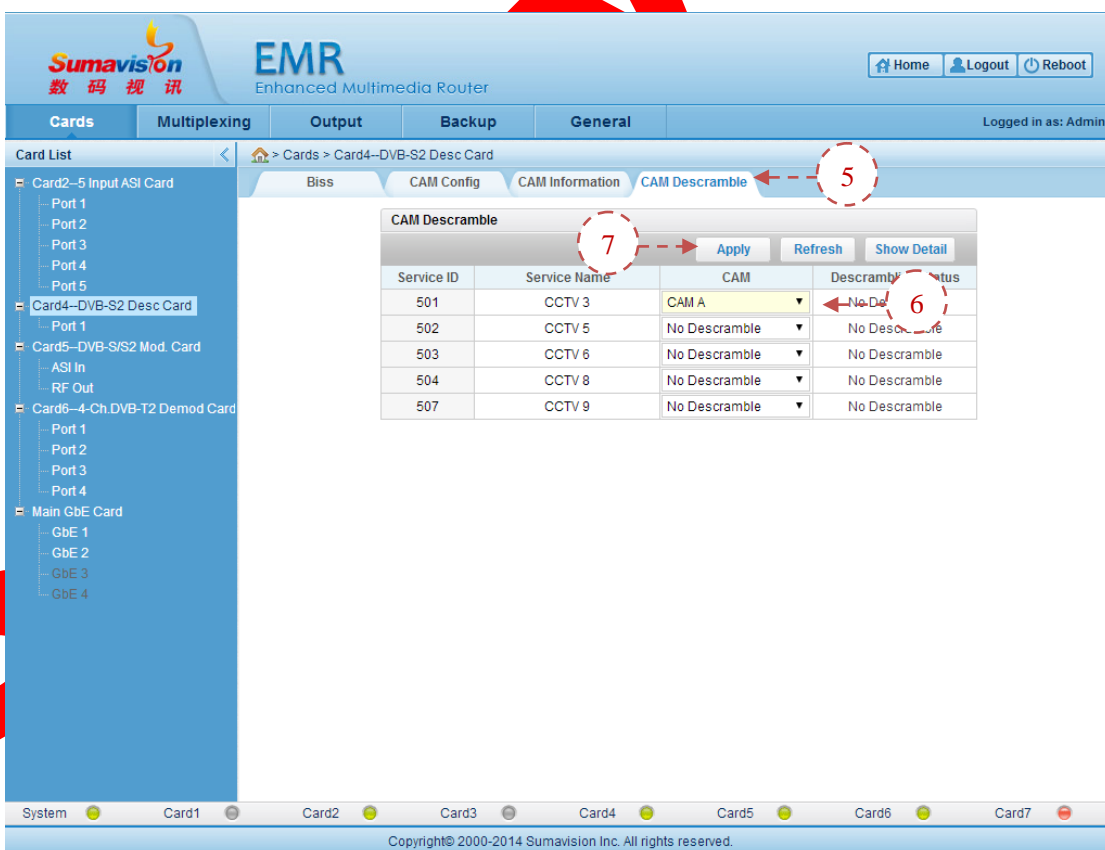 Sumavision
数码视讯
EMR
Enhanced Multimedia Router
Home Logout Reboot
Cards Multiplexing Output Backup General Logged in as: Admin
Card List
> Cards > Card4--DVB-S2 Desc Card
Card2--5 Input ASI Card
Port 1
Port 2
Port 3
Port 4
Port 5
Card4--DVB-S2 Desc Card
Port 1
Card5--DVB-S/S2 Mod. Card
ASI In
RF Out
Card6--4-Ch.DVB-T2 Demod Card
Port 1
Port 2
Port 3
Port 4
Main GbE Card
GbE 1
GbE 2
GbE 3
GbE 4
Biss CAM Config CAM Information CAM Descramble 5
CAM Descramble
7 Apply Refresh Show Detail
Service ID Service Name CAM
501 CCTV 3 CAM A No 6
502 CCTV 5 No Descramble No
503 CCTV 6 No Descramble No Descramble
504 CCTV 8 No Descramble No Descramble
507 CCTV 9 No Descramble No Descramble
System Card1 Card2 Card3 Card4 Card5 Card6 Card7
Copyright© 2000-2014 Sumavision Inc. All rights reserved.